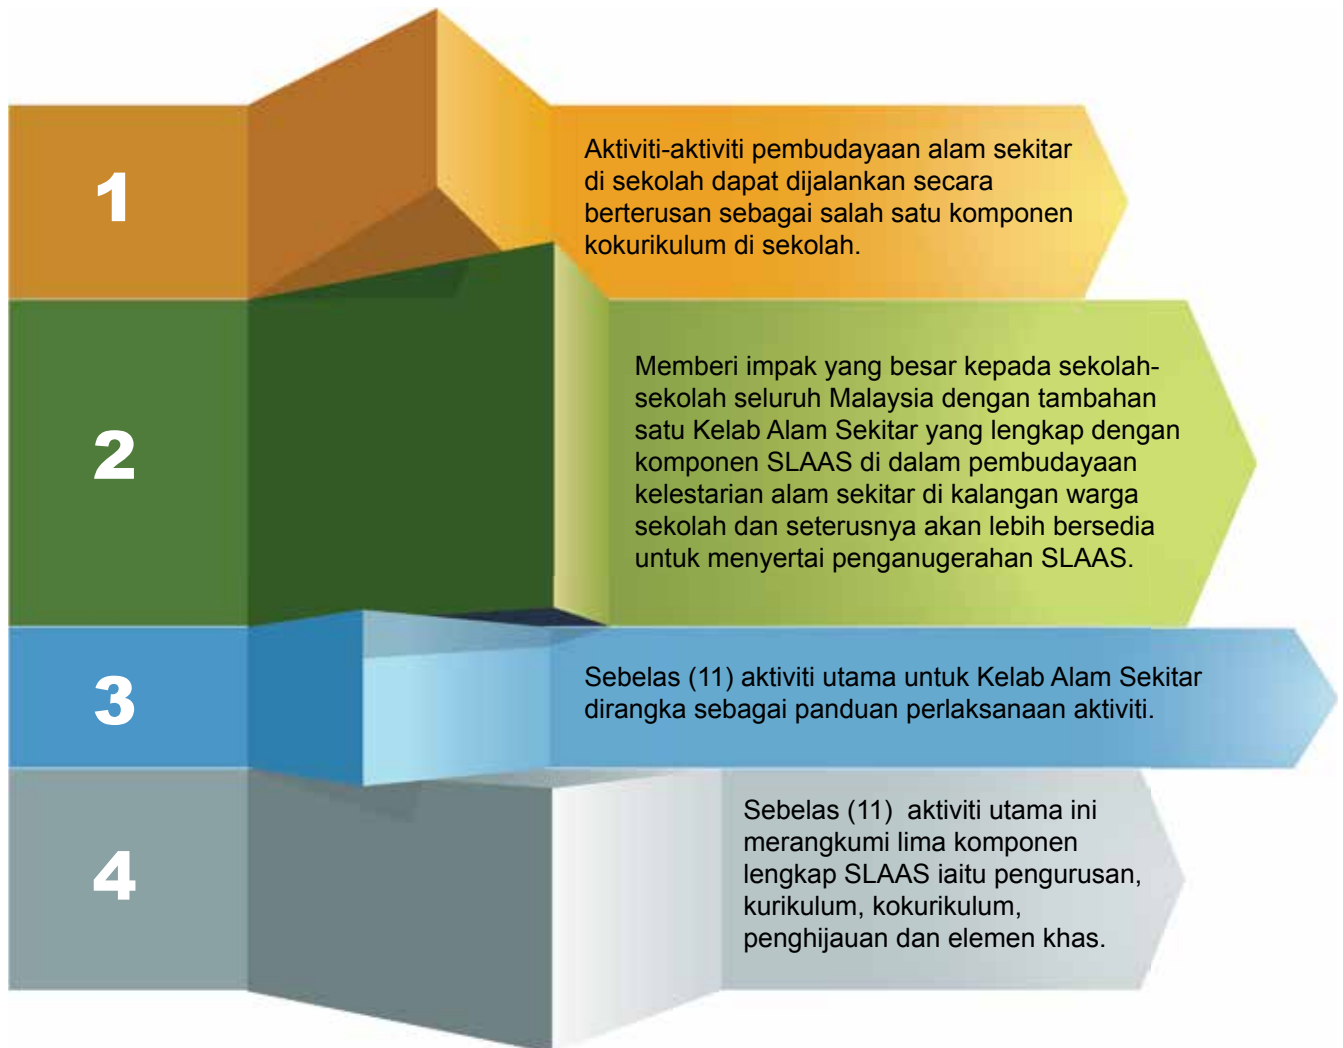 1
Aktiviti-aktiviti pembudayaan alam sekitar
di sekolah dapat dijalankan secara
berterusan sebagai salah satu komponen
kokurikulum di sekolah.
2
Memberi impak yang besar kepada sekolah-
sekolah seluruh Malaysia dengan tambahan
satu Kelab Alam Sekitar yang lengkap dengan
komponen SLAAS di dalam pembudayaan
kelestarian alam sekitar di kalangan warga
sekolah dan seterusnya akan lebih bersedia
untuk menyertai penganugerahan SLAAS.
3
Sebelas (11) aktiviti utama untuk Kelab Alam Sekitar
dirangka sebagai panduan perlaksanaan aktiviti.
4
Sebelas (11)  aktiviti utama ini
merangkumi lima komponen
lengkap SLAAS iaitu pengurusan,
kurikulum, kokurikulum,
penghijauan dan elemen khas.